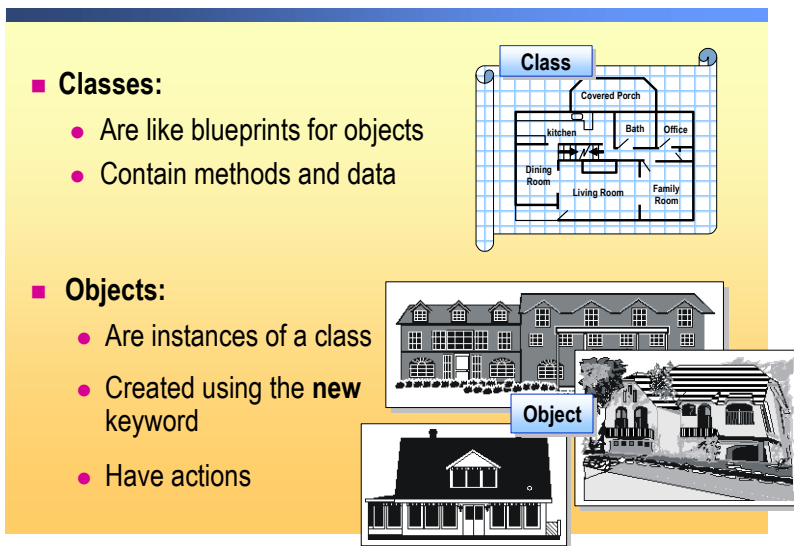 Classes:
Are like blueprints for objects
Contain methods and data
Class
Covered Porch
kitchen
Bath
Office
Dining
Room
Living Room
Family
Room
Objects:
Are instances of a class
Created using the new
keyword
Have actions
Object